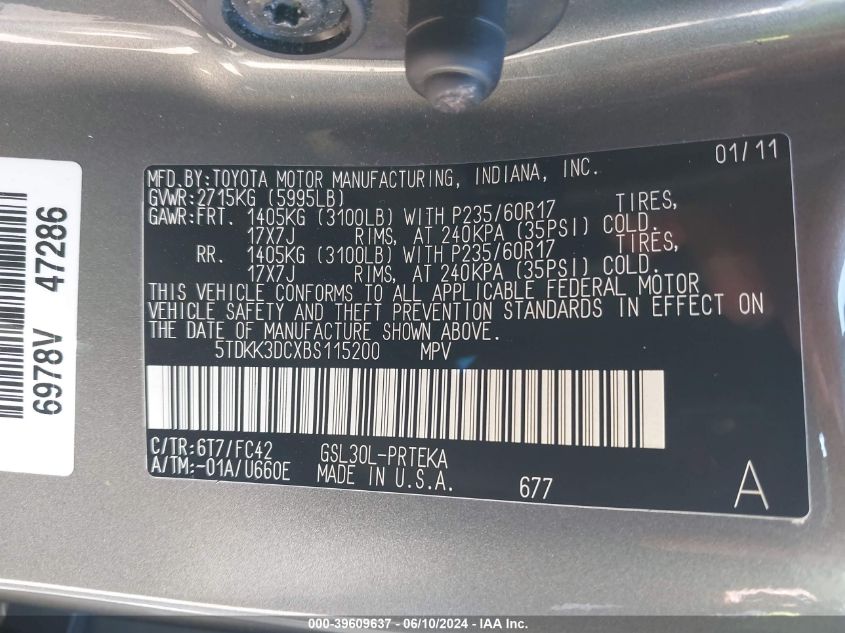 MFD.BY:TOYOTA MOTOR MANUFACTURING, INDIANA, INC. 01/11
GVWR:2715KG (5995LB)
GAWR:FRT. 1405KG (3100LB) WITH P235/60R17 TIRES,
17X7J RIMS, AT 240KPA (35PSI) COLD.
RR. 1405KG (3100LB) WITH P235/60R17 TIRES,
17X7J RIMS, AT 240KPA (35PSI) COLD.
THIS VEHICLE CONFORMS TO ALL APPLICABLE FEDERAL MOTOR
VEHICLE SAFETY AND THEFT PREVENTION STANDARDS IN EFFECT ON
THE DATE OF MANUFACTURE SHOWN ABOVE.
5TDKK3DCXBS115200 MPV
C/TR:6T7/FC42 GSL30L-PRTEKA
A/TM:-01A/U660E MADE IN U.S.A. 677 A
6978V 47286
000-39609637 - 06/10/2024 - IAA Inc.